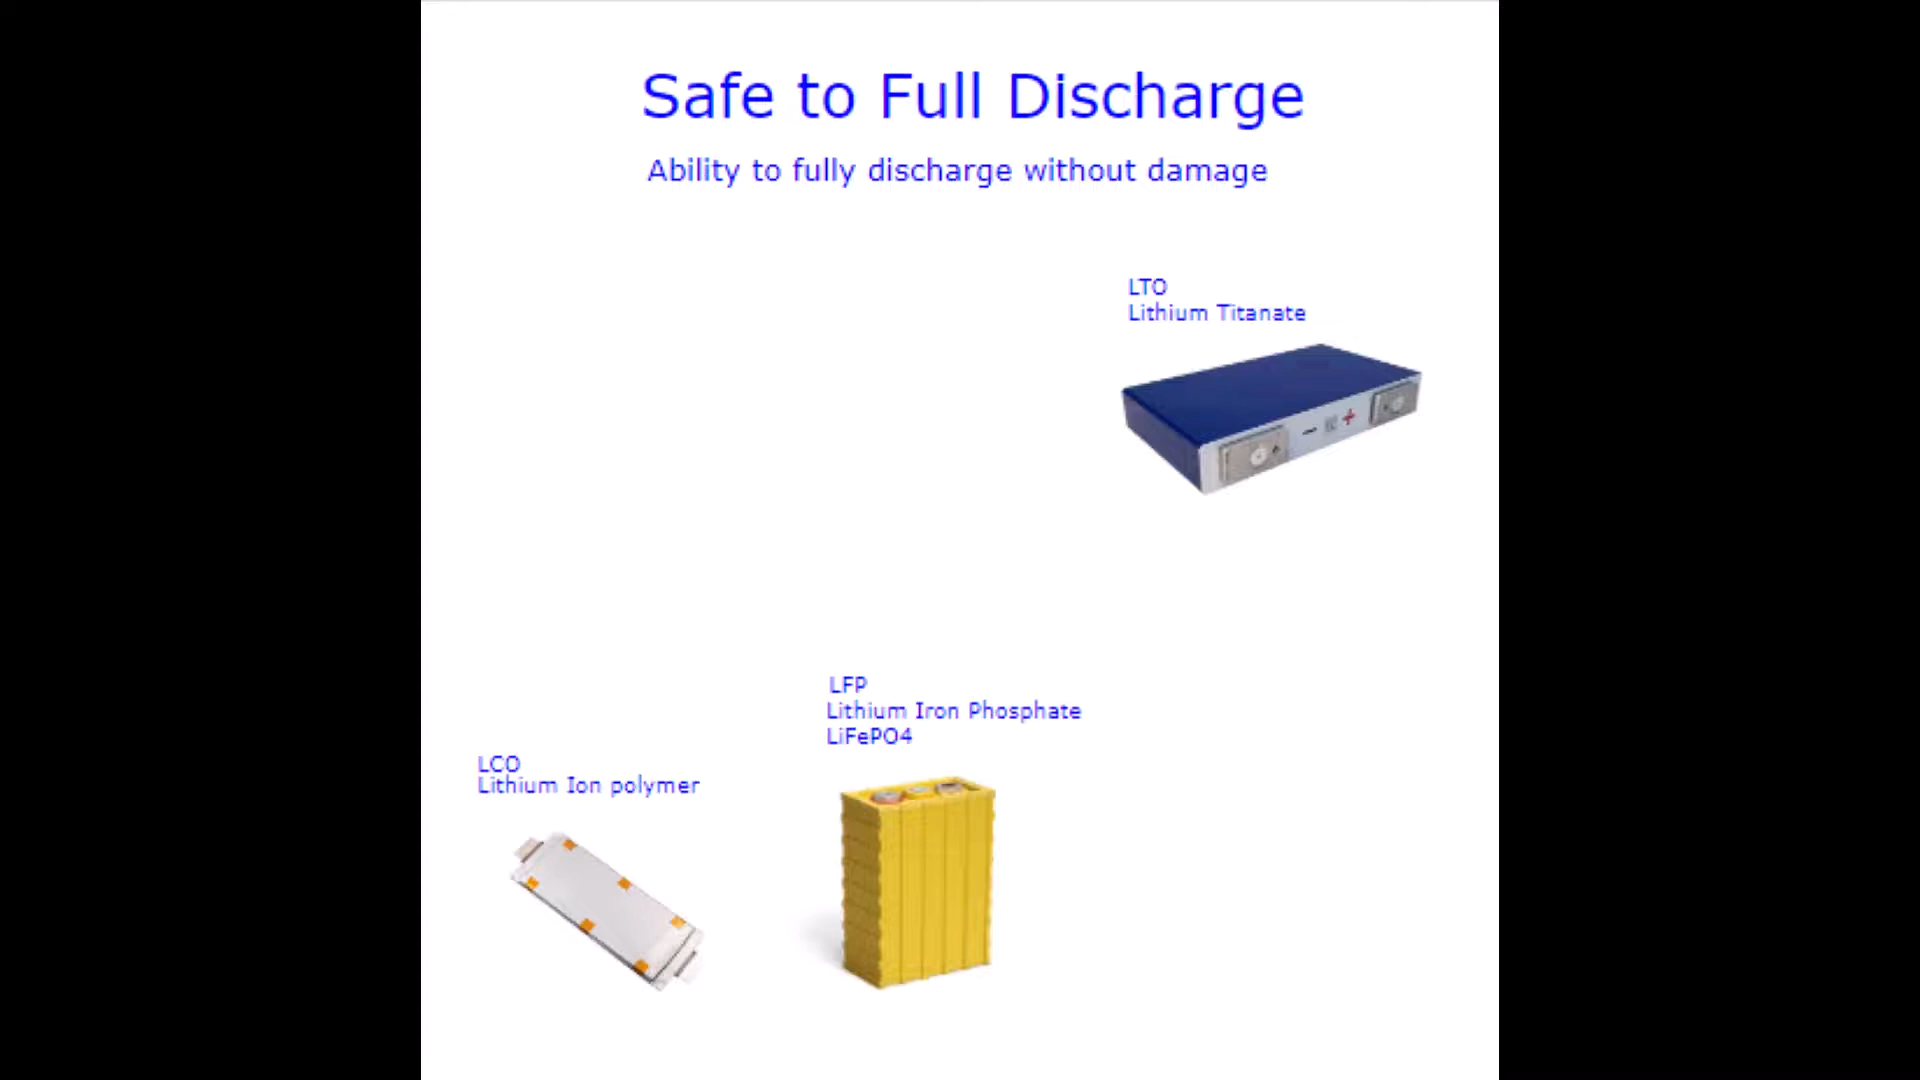 Safe to Full Discharge
Ability to fully discharge without damage
LTO
Lithium Titanate
LFP
Lithium Iron Phosphate
LiFePO4
LCO
Lithium Ion polymer